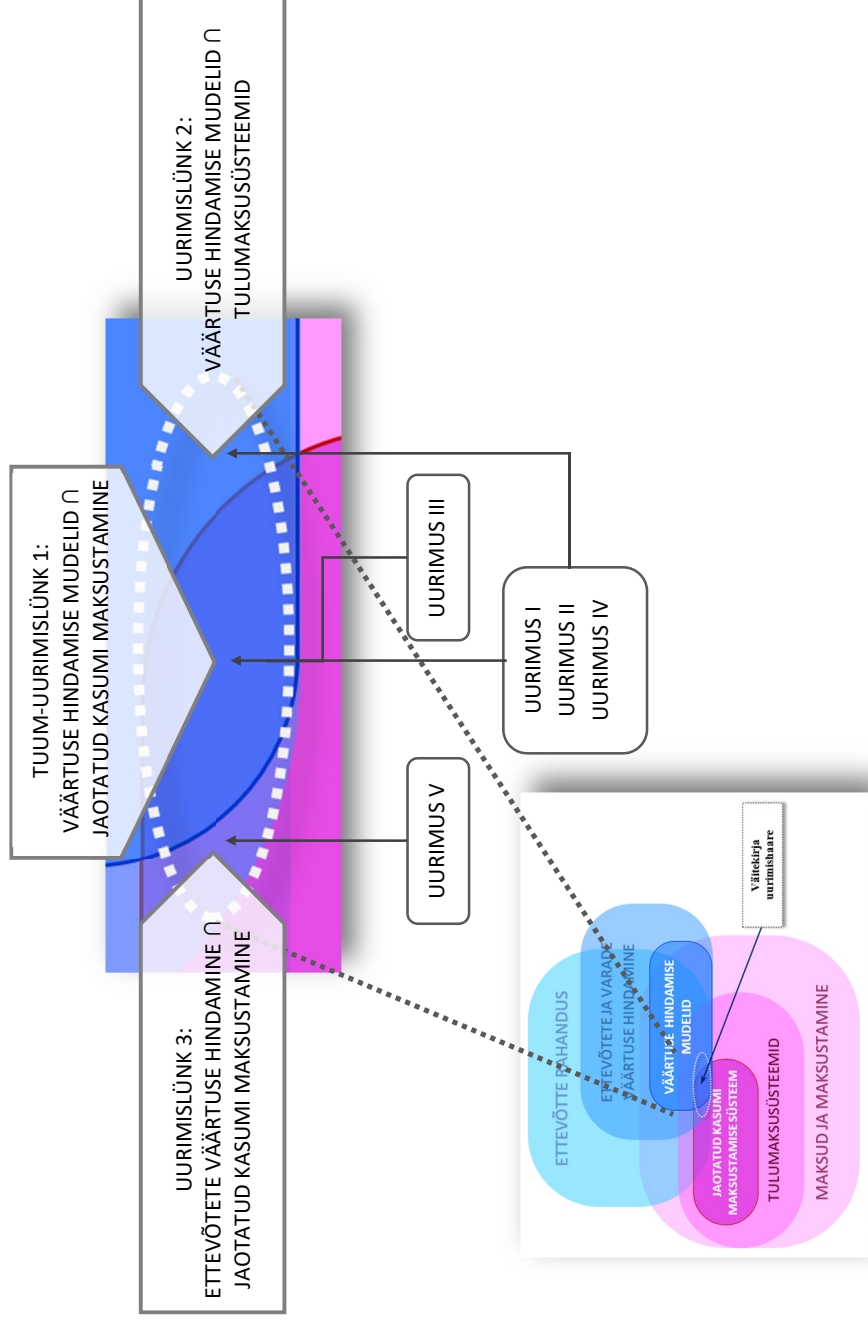 UURIMISLÜNK 3:
ETTEVÕTETE VÄÄRTUSE HINDAMINE ∩
JAOTATUD KASUMI MAKSUSTAMINE
TUUM-UURIMISLÜNK 1:
VÄÄRTUSE HINDAMISE MUDELID ∩
JAOTATUD KASUMI MAKSUSTAMINE
UURIMISLÜNK 2:
VÄÄRTUSE HINDAMISE MUDELID ∩
TULUMAKSUSÜSTEEMID
UURIMUS V
UURIMUS III
UURIMUS I
UURIMUS II
UURIMUS IV
ETTEVÕTTE RAHANDUS
ETTEVÕTETE JA VARADE
VÄÄRTUSE HINDAMINE
VÄÄRTUSE HINDAMISE
MUDELID
JAOTATUD KASUMI
MAKSUSTAMISE SÜSTEEM
TULUMAKSUSÜSTEEMID
MAKSUD JA MAKSUSTAMINE
Väitekirja
uurimishaare